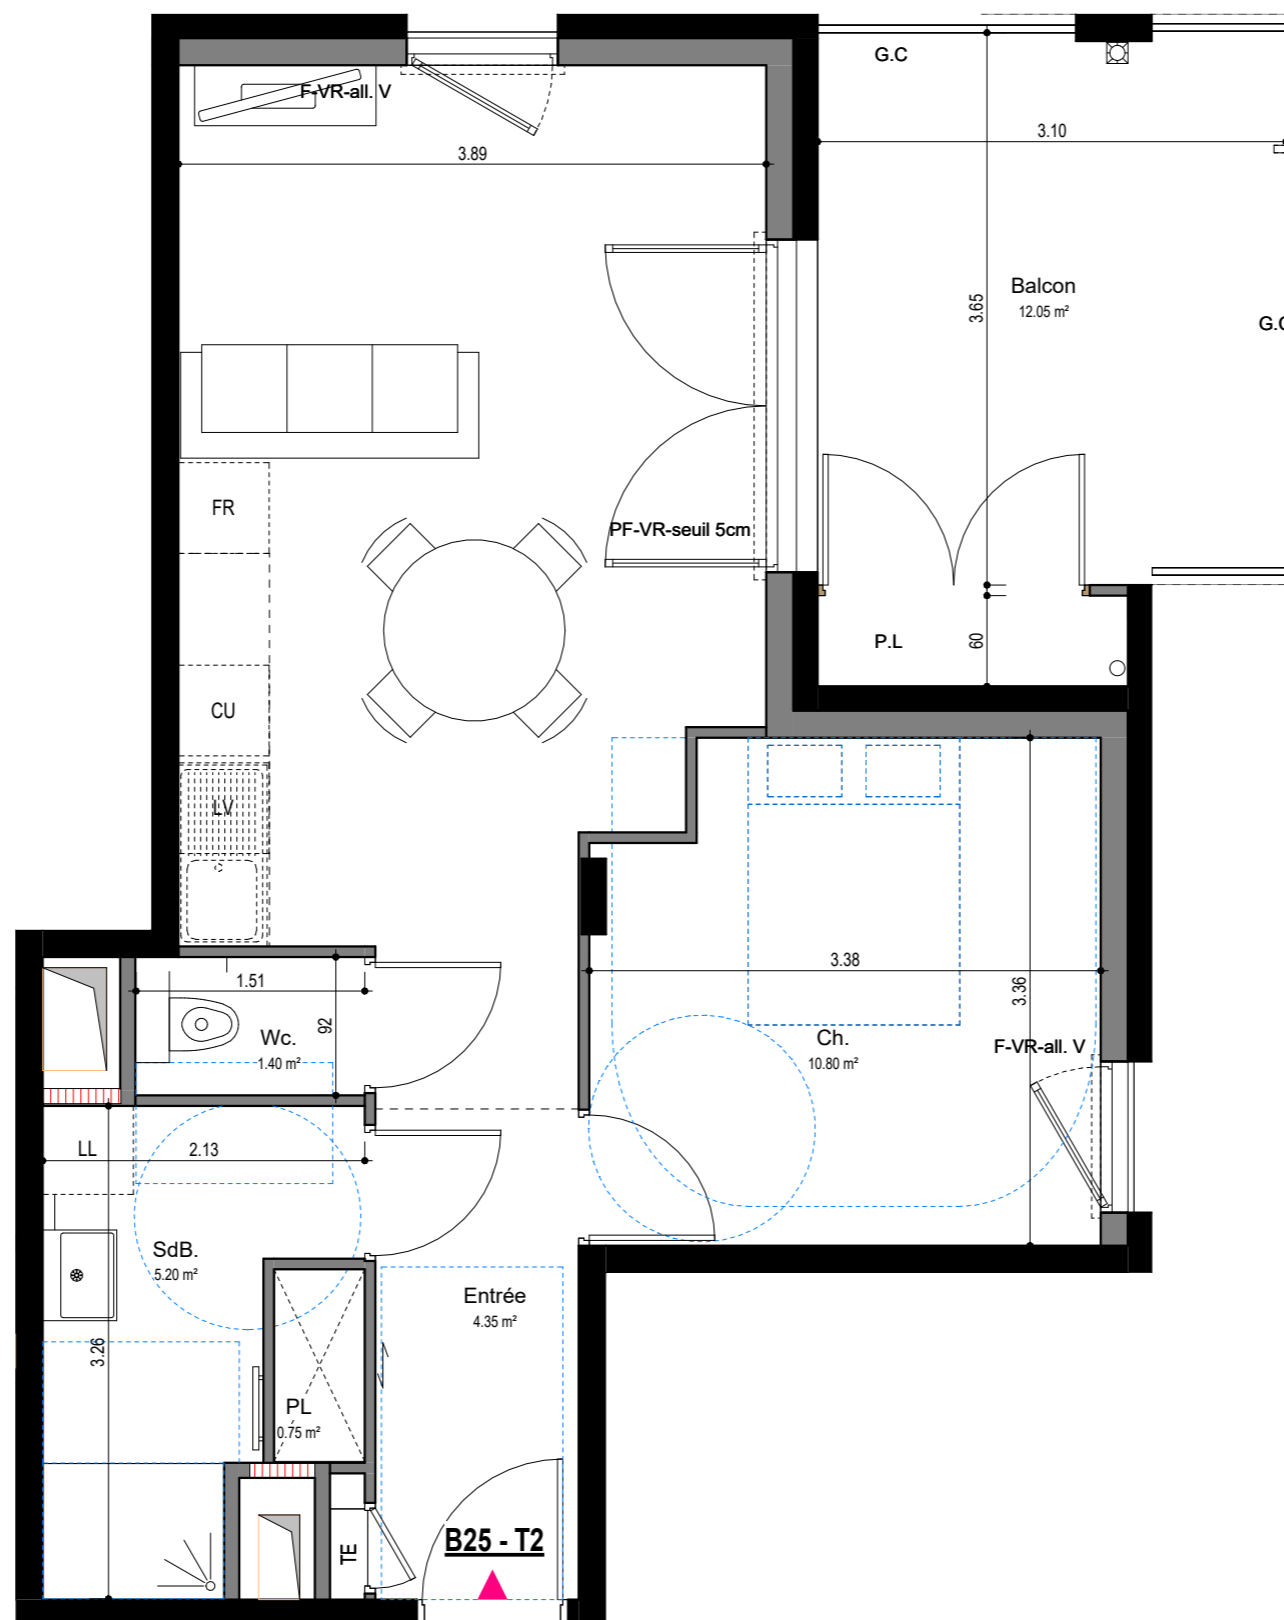 G.C
F-VR-all. V
3.10
3.89
Balcon
12.05 m²
3.65
G.C
FR
PF-VR-seuil 5cm
P.L
60
CU
LV
3.38
3.36
1.51
92
Wc.
1.40 m²
Ch.
10.80 m²
F-VR-all. V
LL
2.13
SdB.
5.20 m²
Entrée
4.35 m²
3.26
PL
0.75 m²
TE
B25 - T2